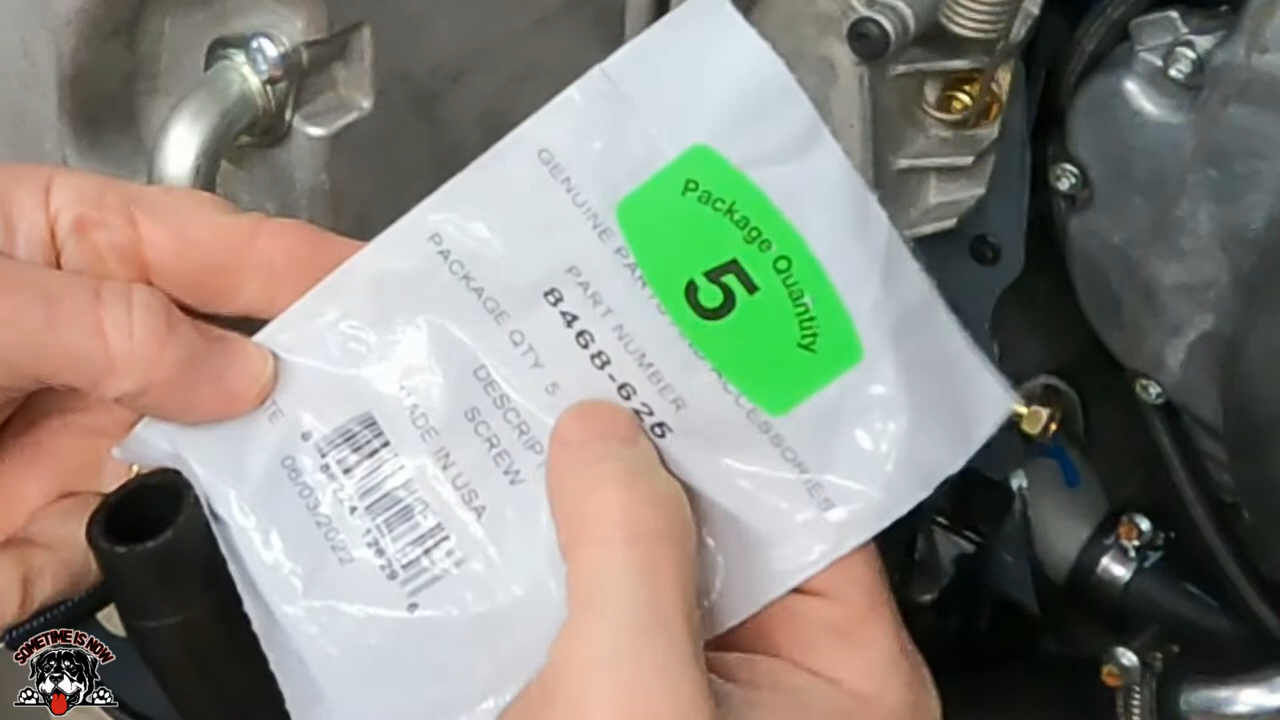 GENUINE PARTS
ACCESSORIES
Package Quantity
5
PART NUMBER
8468-626
PACKAGE QTY 5
SCREW
MADE IN USA
08/03/2022
SOMETIME IS NOW